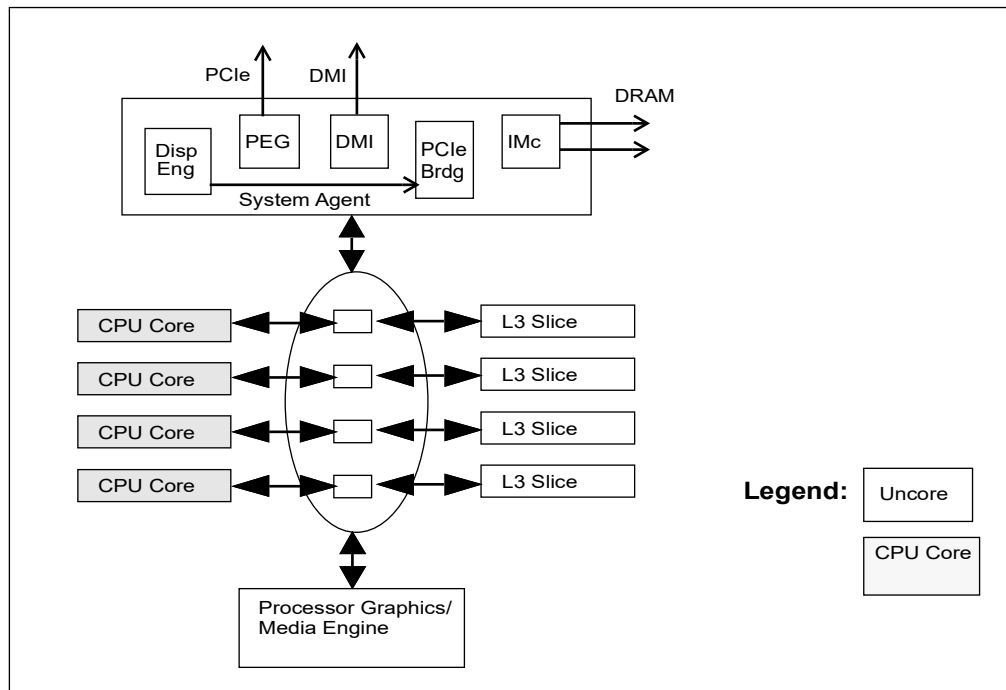 PCIe
DMI
DRAM
Disp
Eng
PEG
DMI
PCIe
Brdg
IMc
System Agent
CPU Core
L3 Slice
CPU Core
L3 Slice
CPU Core
L3 Slice
CPU Core
L3 Slice
Legend:
Uncore
CPU Core
Processor Graphics/
Media Engine